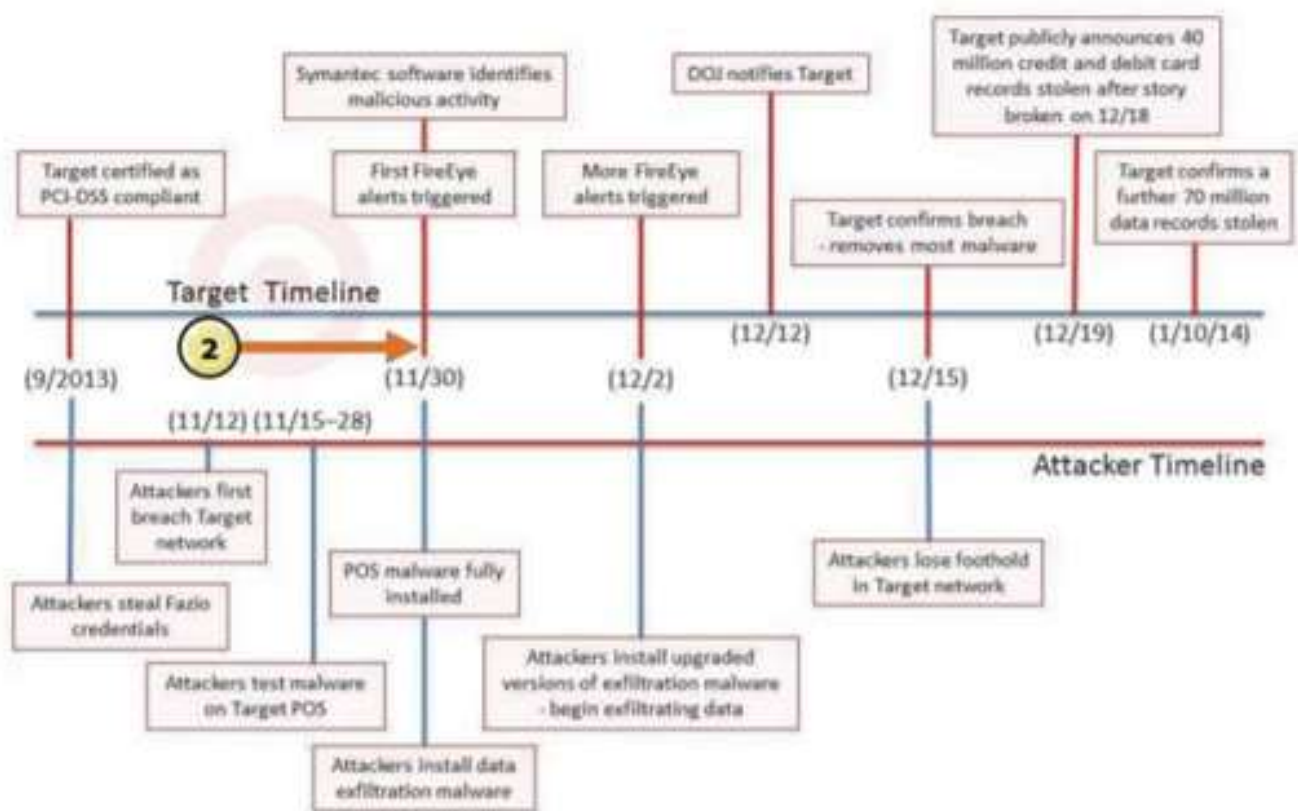 Symantec software identifies
malicious activity
DOJ notifies Target
Target publicly announces 40
million credit and debit card
records stolen after story
broken on 12/18
Target certified as
PCI-DSS compliant
First FireEye
alerts triggered
More FireEye
alerts triggered
Target confirms breach
- removes most malware
Target confirms a
further 70 million
data records stolen
Target Timeline
2
(9/2013)
(11/30)
(12/2)
(12/12)
(12/15)
(12/19)
(1/10/14)
(11/12) (11/15–28)
Attacker Timeline
Attackers first
breach Target
network
Attackers steal Fazio
credentials
Attackers test malware
on Target POS
POS malware fully
installed
Attackers install data
exfiltration malware
Attackers install upgraded
versions of exfiltration malware
- begin exfiltrating data
Attackers lose foothold
in Target network